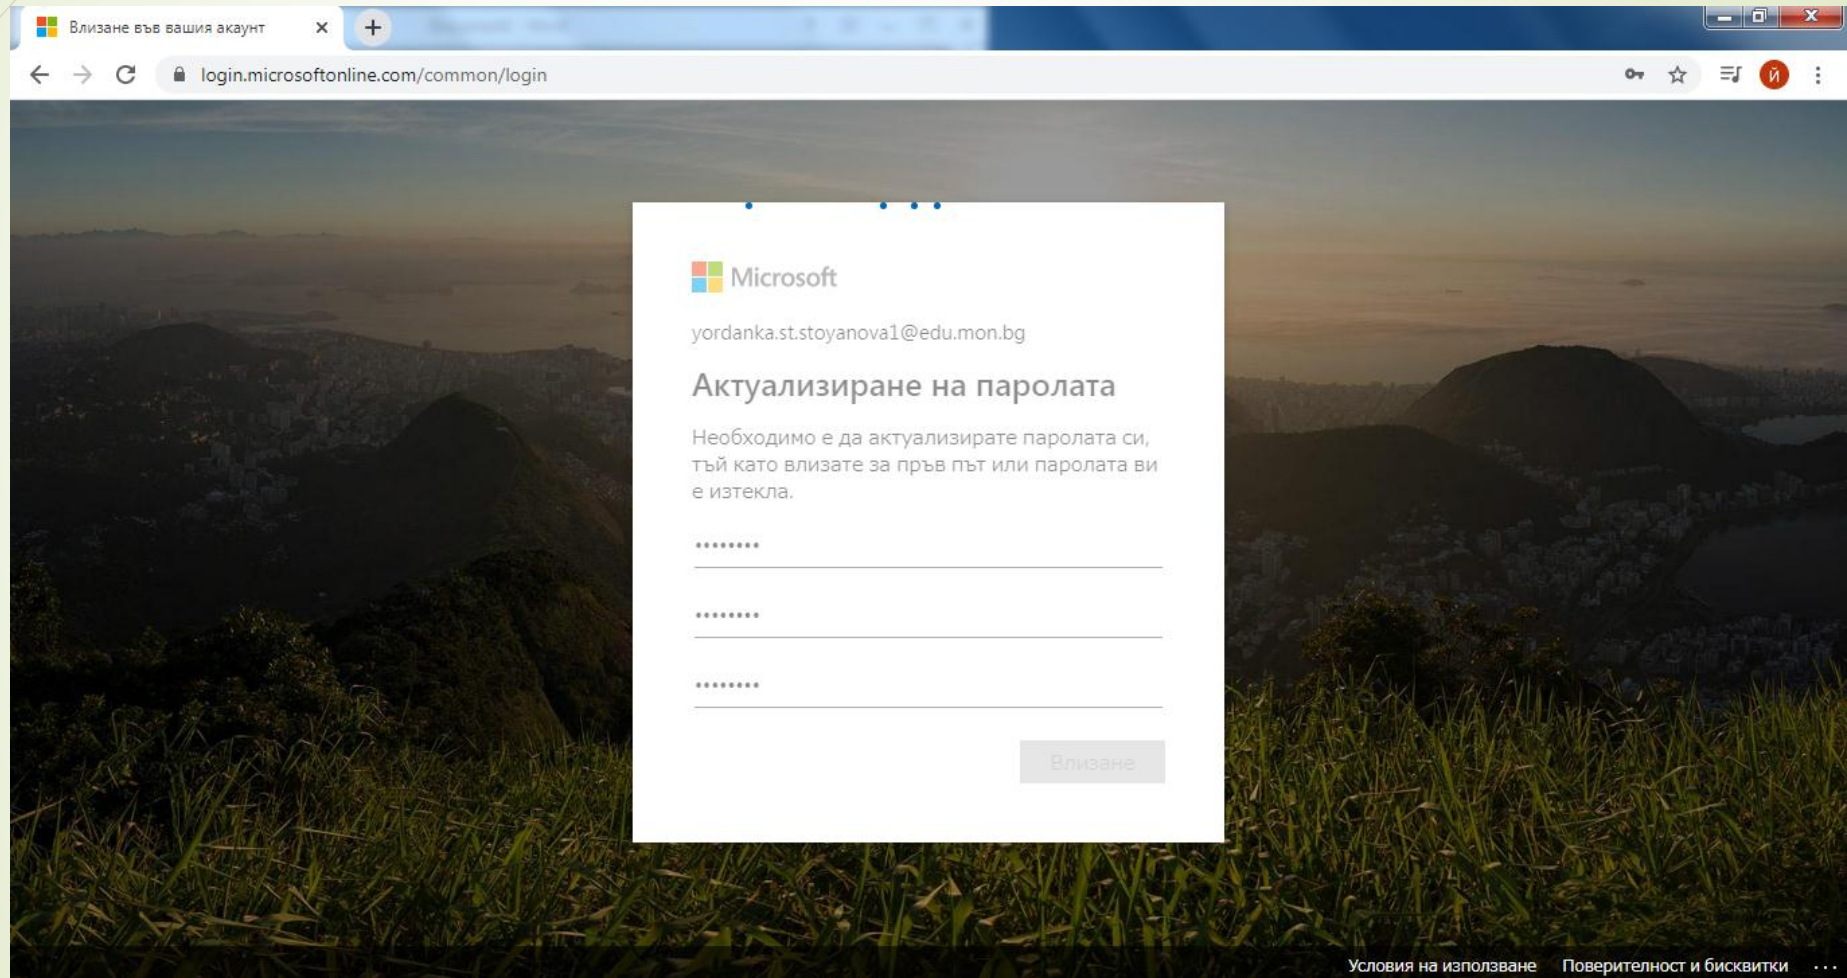 Влизане във вашия акаунт
login.microsoftonline.com/common/login
й
Microsoft
yordanka.st.stoyanova1@edu.mon.bg
Актуализиране на паролата
Необходимо е да актуализирате паролата си,
тъй като влизате за пръв път или паролата ви
е изтекла.
••••••••
••••••••
••••••••
Влизане
Условия на използване Поверителност и бисквитки ...